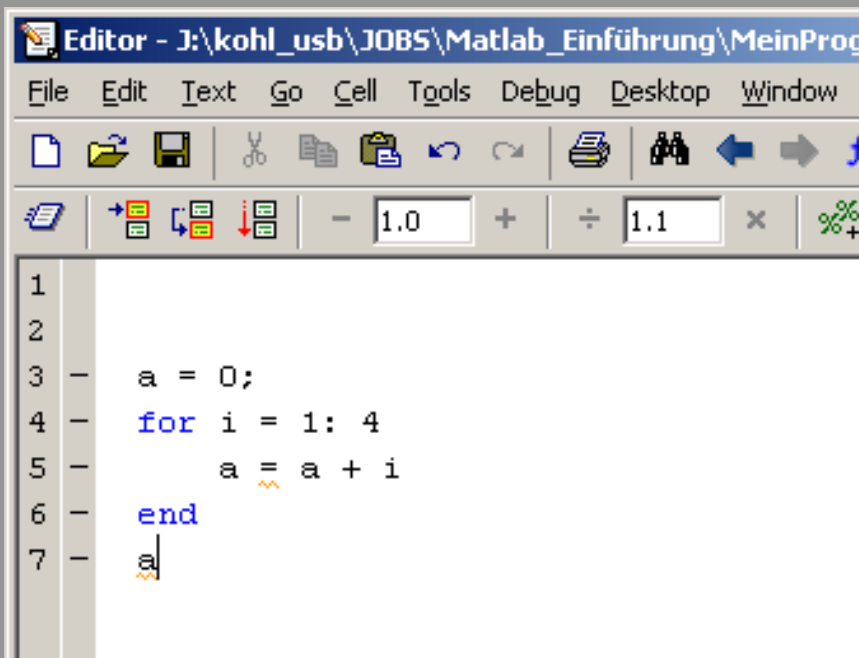 Editor - J:\kohl_usb\JOBS\Matlab_Einführung\MeinProg
File Edit Text Go Cell Tools Debug Desktop Window
− 1.0 + ÷ 1.1 × %%+
1
2
3 − a = 0;
4 − for i = 1: 4
5 − a = a + i
6 − end
7 − a